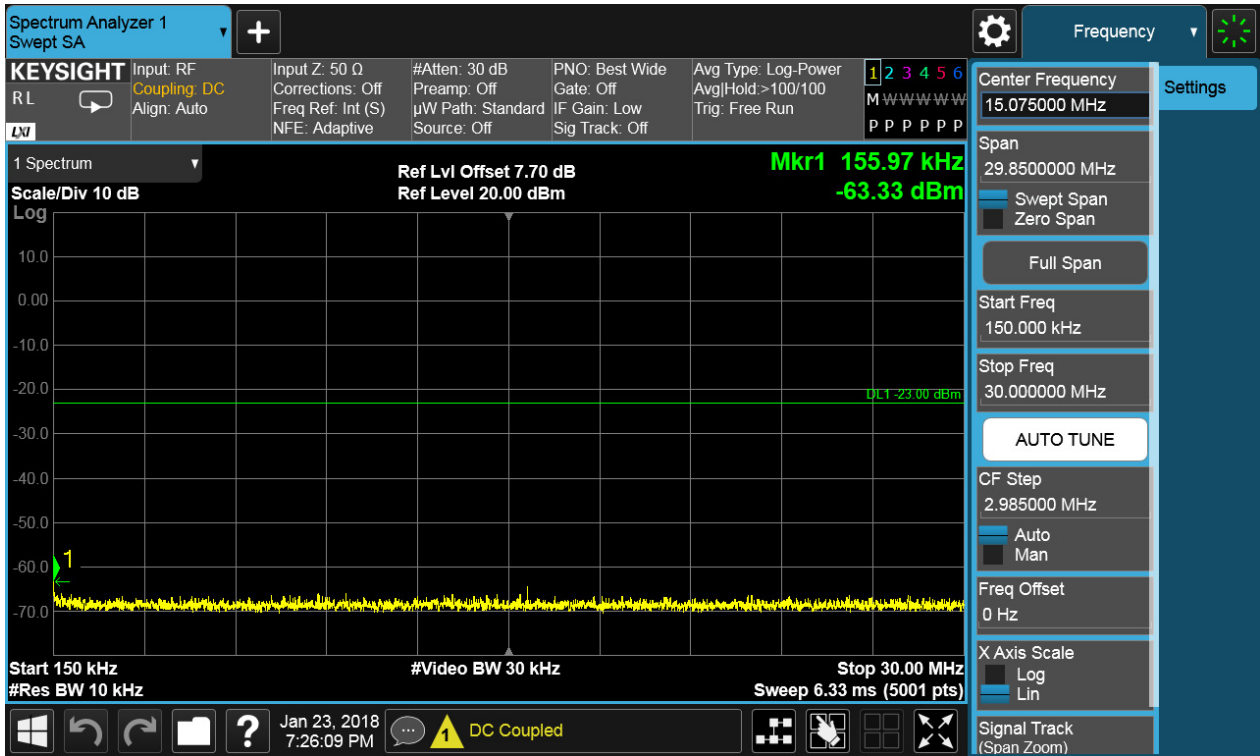 Spectrum Analyzer 1
Swept SA
+
Frequency
KEYSIGHT
RL
LXI
Input: RF
Coupling: DC
Align: Auto
Input Z: 50 Ω
Corrections: Off
Freq Ref: Int (S)
NFE: Adaptive
#Atten: 30 dB
Preamp: Off
µW Path: Standard
Source: Off
PNO: Best Wide
Gate: Off
IF Gain: Low
Sig Track: Off
Avg Type: Log-Power
Avg|Hold:>100/100
Trig: Free Run
1 2 3 4 5 6
M W W W W W
P P P P P P
1 Spectrum
Scale/Div 10 dB
Log
Ref Lvl Offset 7.70 dB
Ref Level 20.00 dBm
Mkr1 155.97 kHz
-63.33 dBm
10.0
0.00
-10.0
-20.0
DL1 -23.00 dBm
-30.0
-40.0
-50.0
1
-60.0
-70.0
Start 150 kHz
#Video BW 30 kHz
Stop 30.00 MHz
#Res BW 10 kHz
Sweep 6.33 ms (5001 pts)
Center Frequency
15.075000 MHz
Settings
Span
29.8500000 MHz
Swept Span
Zero Span
Full Span
Start Freq
150.000 kHz
Stop Freq
30.000000 MHz
AUTO TUNE
CF Step
2.985000 MHz
Auto
Man
Freq Offset
0 Hz
X Axis Scale
Log
Lin
Signal Track
(Span Zoom)
?
Jan 23, 2018
7:26:09 PM
1
DC Coupled